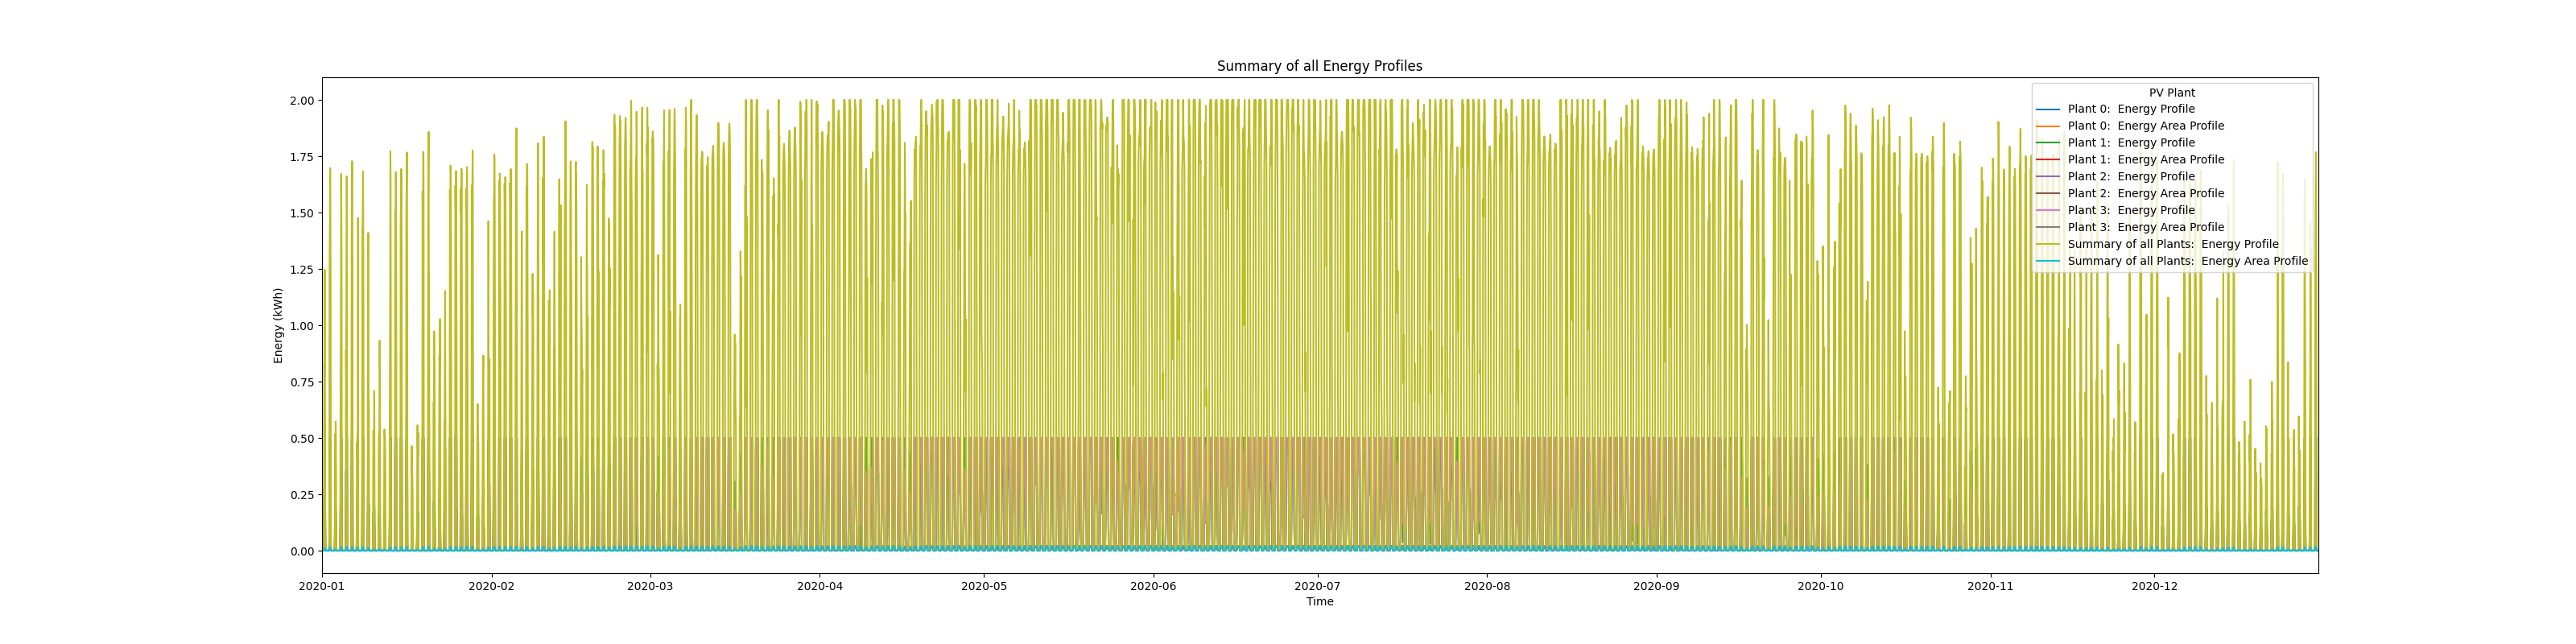 Summary of all Energy Profiles
2.00
1.75
1.50
1.25
1.00
0.75
0.50
0.25
0.00
Energy (kWh)
PV Plant
Plant 0:  Energy Profile
Plant 0:  Energy Area Profile
Plant 1:  Energy Profile
Plant 1:  Energy Area Profile
Plant 2:  Energy Profile
Plant 2:  Energy Area Profile
Plant 3:  Energy Profile
Plant 3:  Energy Area Profile
Summary of all Plants:  Energy Profile
Summary of all Plants:  Energy Area Profile
2020-01 2020-02 2020-03 2020-04 2020-05 2020-06 2020-07 2020-08 2020-09 2020-10 2020-11 2020-12
Time